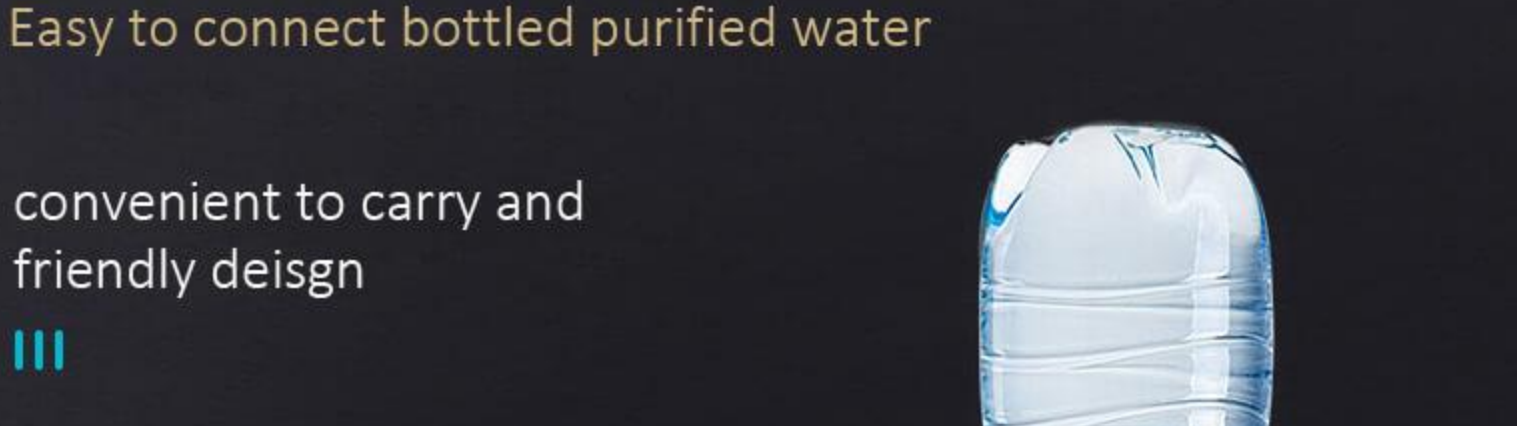 Easy to connect bottled purified water
convenient to carry and
friendly deisgn